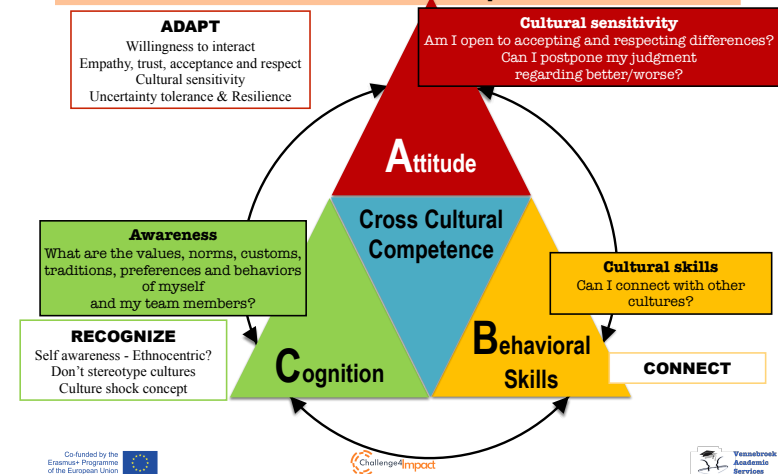 ADAPT
Willingness to interact
Empathy, trust, acceptance and respect
Cultural sensitivity
Uncertainty tolerance & Resilience
Cultural sensitivity
Am I open to accepting and respecting differences?
Can I postpone my judgment
regarding better/worse?
Attitude
Cross Cultural
Competence
Awareness
What are the values, norms, customs,
traditions, preferences and behaviors
of myself
and my team members?
Cultural skills
Can I connect with other
cultures?
RECOGNIZE
Self awareness - Ethnocentric?
Don't stereotype cultures
Culture shock concept
Cognition
Behavioral
Skills
CONNECT
Co-funded by the
Erasmus+ Programme
of the European Union
Challenge4Impact
Vennebroek
Academic
Services